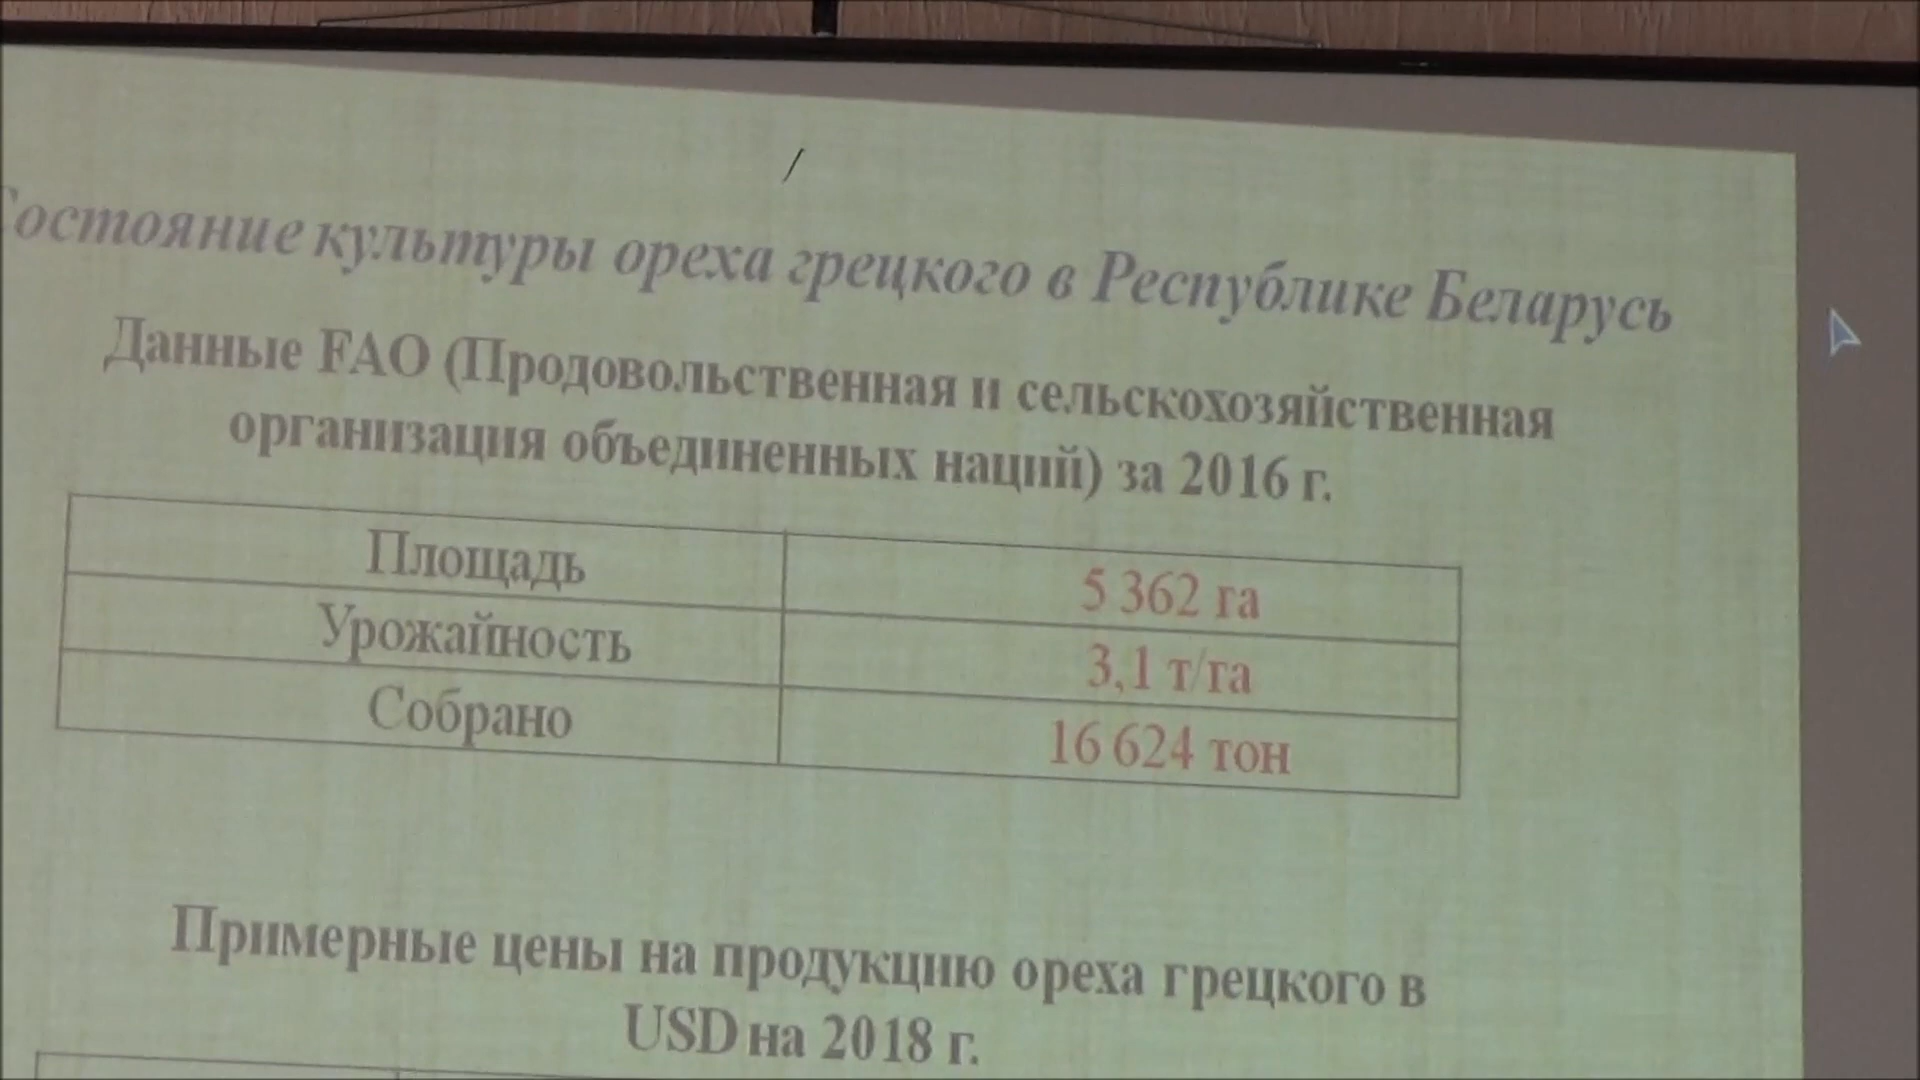 Состояние культуры ореха грецкого в Республике Беларусь
Данные FAO (Продовольственная и сельскохозяйственная
организация объединенных наций) за 2016 г.
Площадь 5 362 га
Урожайность 3,1 т/га
Собрано 16 624 тон
Примерные цены на продукцию ореха грецкого в
USD на 2018 г.